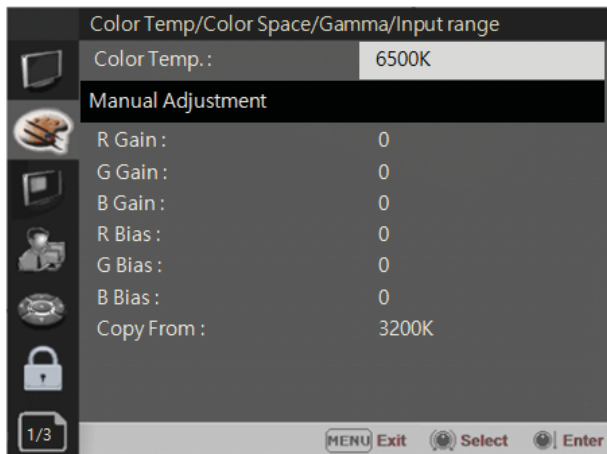 Color Temp/Color Space/Gamma/Input range
Color Temp. : 6500K
Manual Adjustment
R Gain : 0
G Gain : 0
B Gain : 0
R Bias : 0
G Bias : 0
B Bias : 0
Copy From : 3200K
1/3 MENU Exit Select Enter